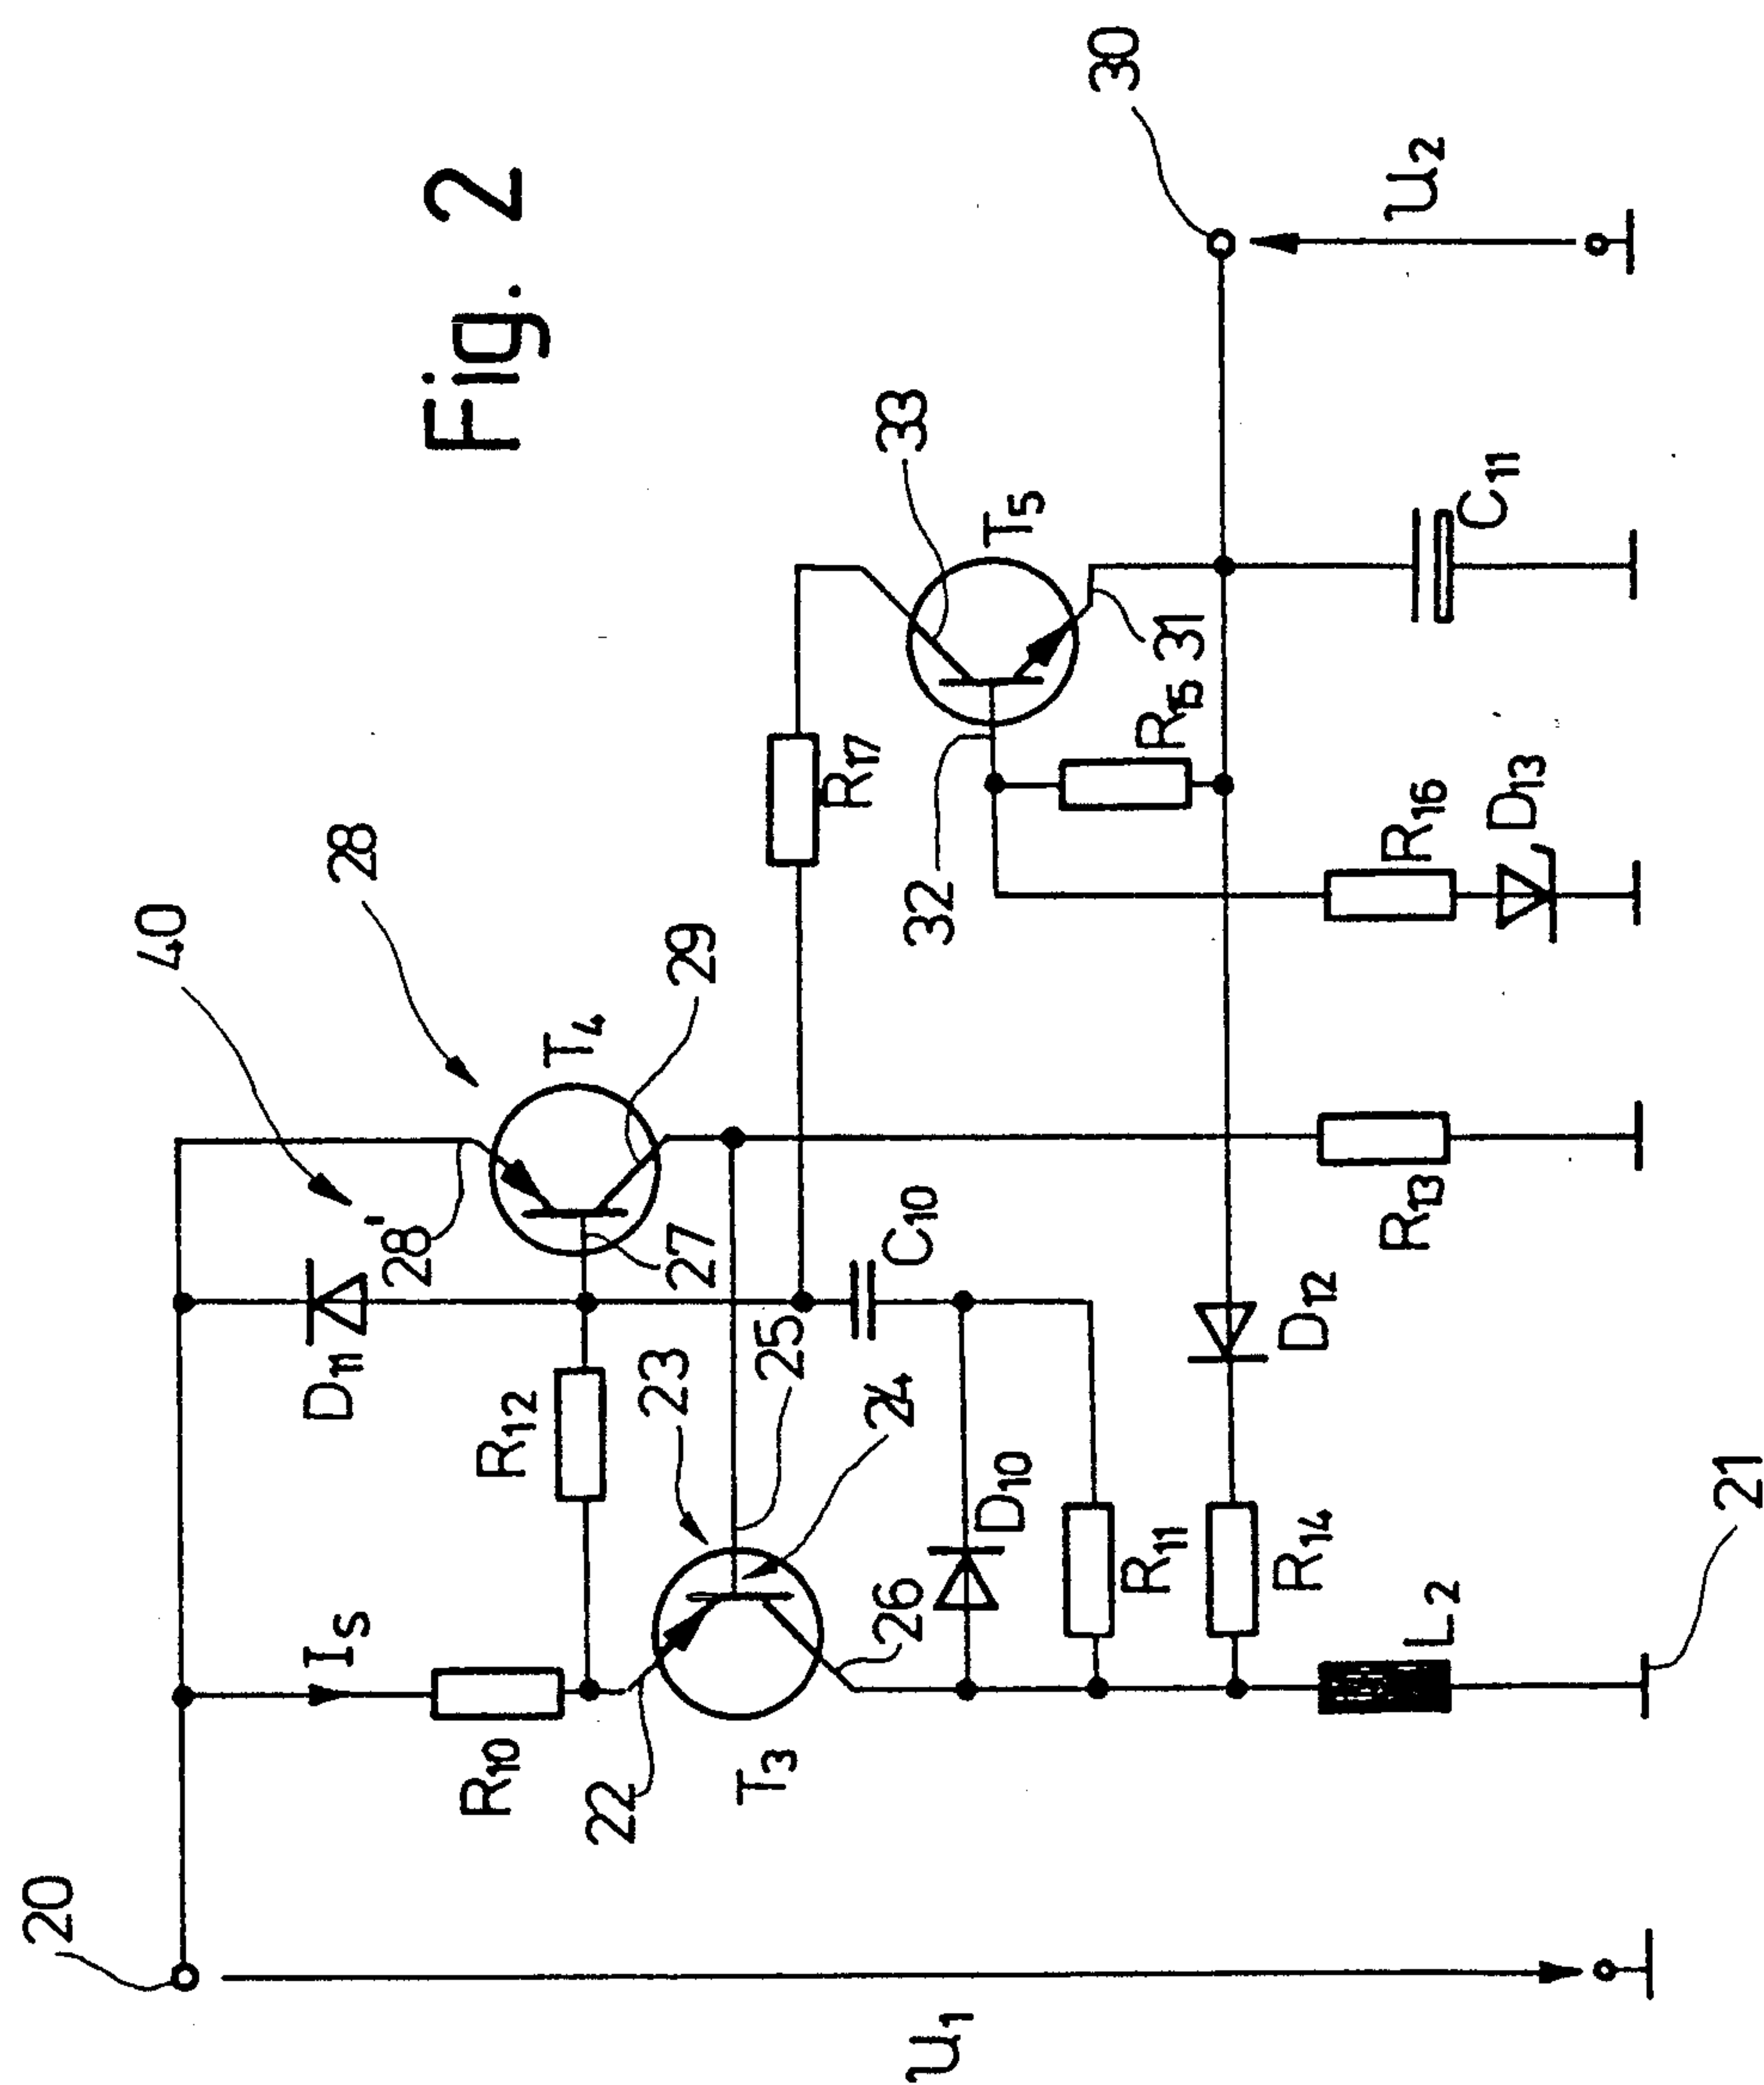 Fig. 2
20
U1
IS
R10
22
T3
23
24
25
26
R12
D11
28'
40
28
T4
27
29
C10
D10
R11
R14
L2
21
D12
R13
R17
32
33
T5
31
R15
R16
D13
C11
30
U2